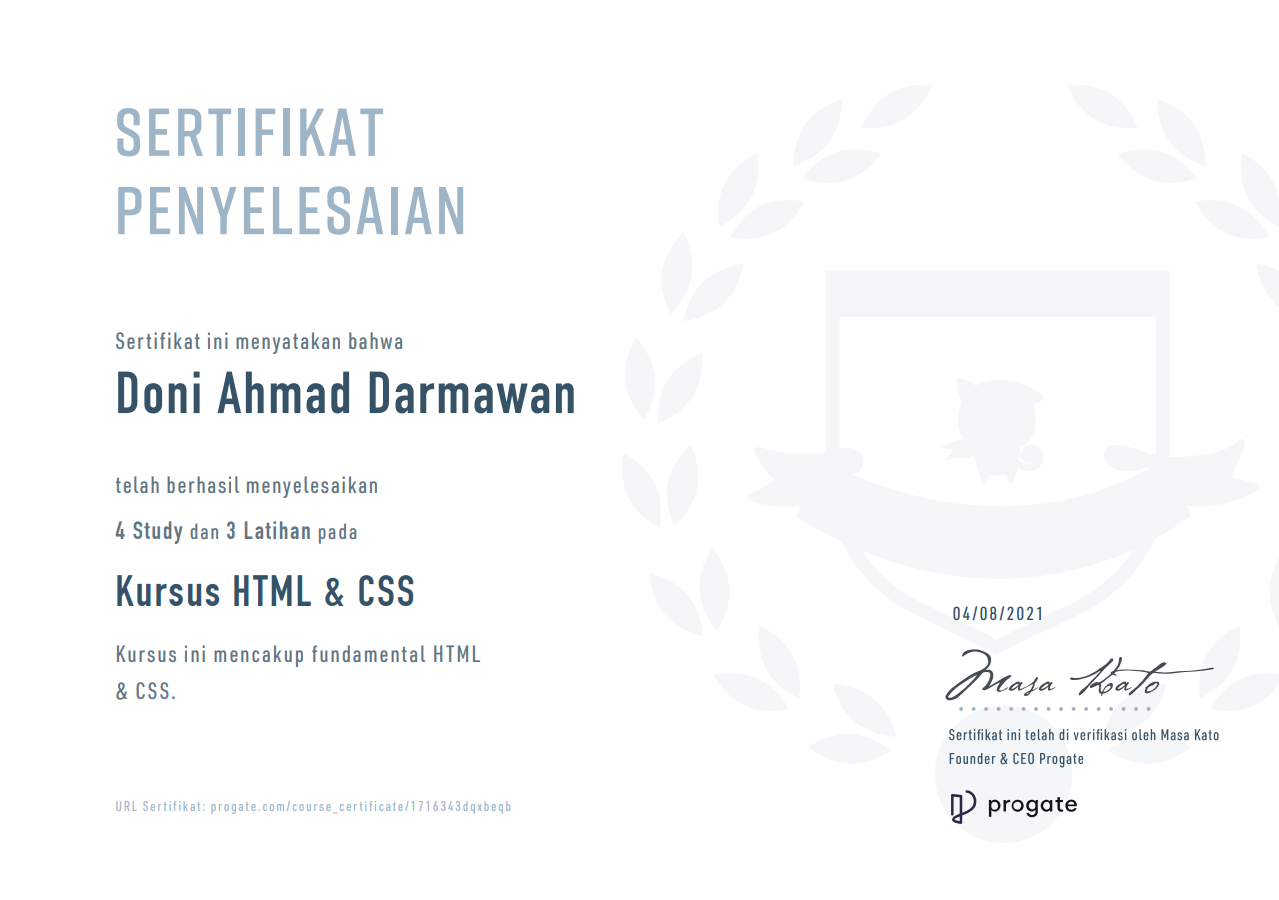 SERTIFIKAT
PENYELESAIAN
Sertifikat ini menyatakan bahwa
Doni Ahmad Darmawan
telah berhasil menyelesaikan
4 Study dan 3 Latihan pada
Kursus HTML & CSS
Kursus ini mencakup fundamental HTML
& CSS.
04/08/2021
Masa Kato
Sertifikat ini telah di verifikasi oleh Masa Kato
Founder & CEO Progate
progate
URL Sertifikat: progate.com/course_certificate/1716343dqxbeqb